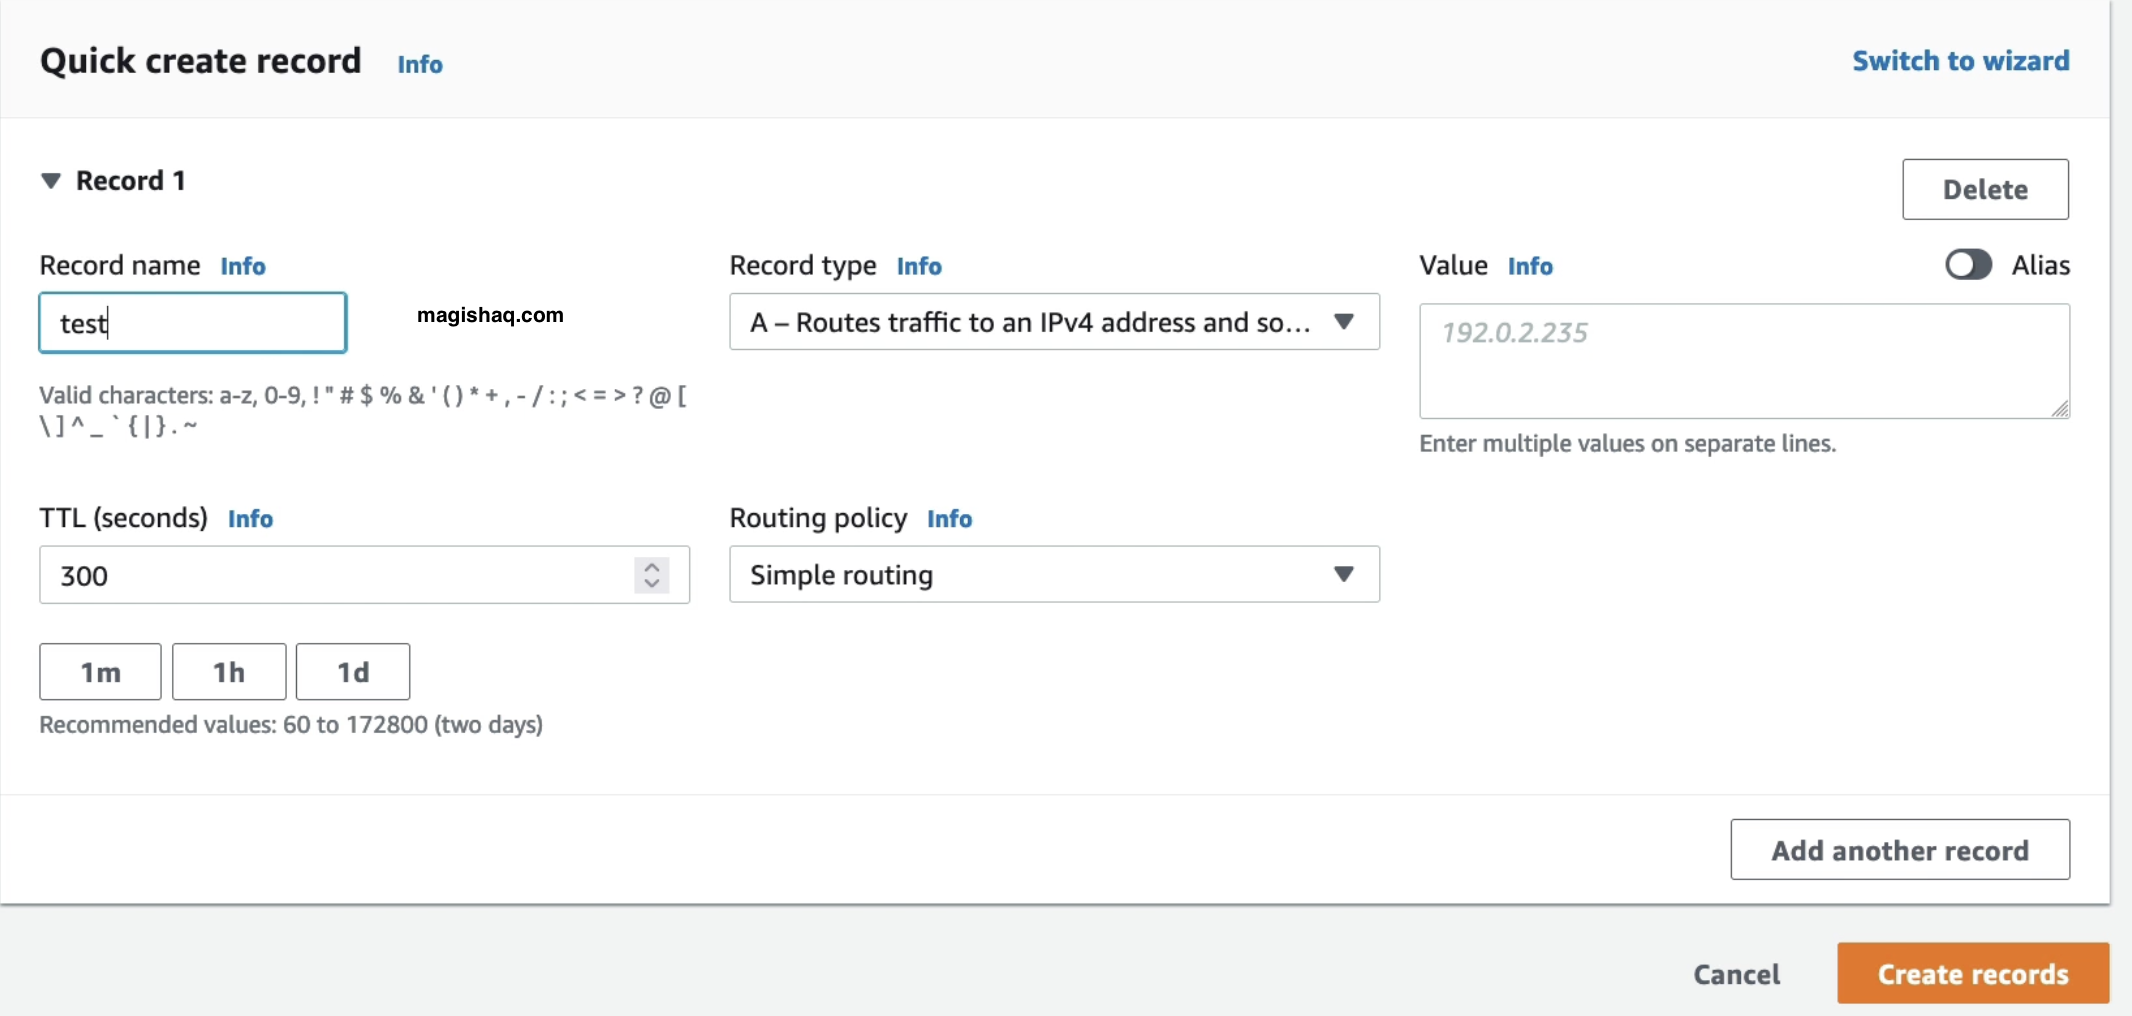 Quick create record Info Switch to wizard
Record 1
Delete
Record name Info
test
magishaq.com
Valid characters: a-z, 0-9, ! " # $ % & ' ( ) * + , - / : ; < = > ? @ [
\ ] ^ _ ` { | } . ~
Record type Info
A – Routes traffic to an IPv4 address and so...
Value Info
Alias
192.0.2.235
Enter multiple values on separate lines.
TTL (seconds) Info
300
1m 1h 1d
Recommended values: 60 to 172800 (two days)
Routing policy Info
Simple routing
Add another record
Cancel Create records